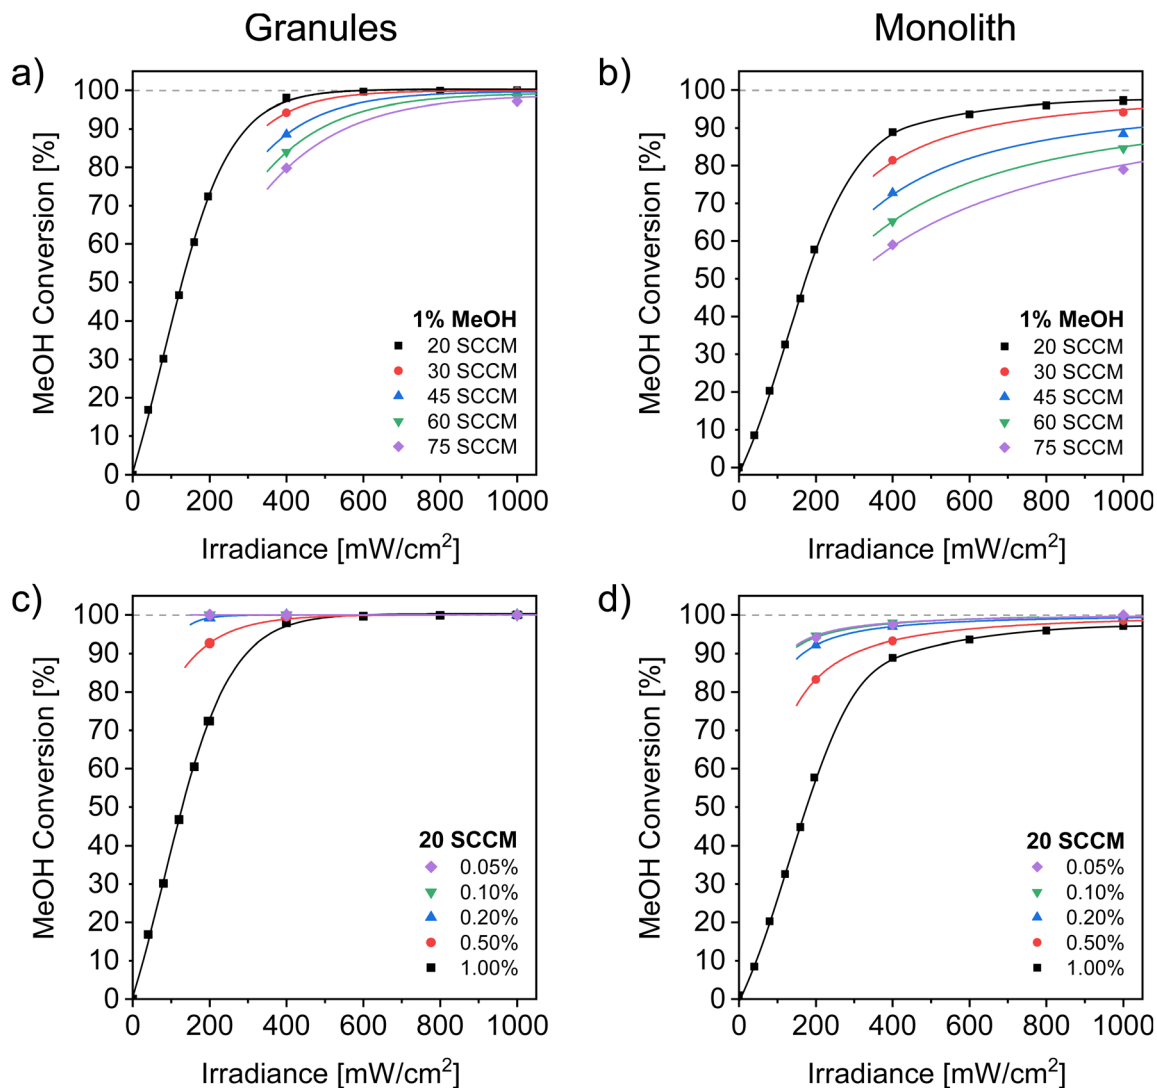 Granules
Monolith
a)
100
90
80
70
60
50
40
30
20
10
0
MeOH Conversion [%]
1% MeOH
20 SCCM
30 SCCM
45 SCCM
60 SCCM
75 SCCM
0 200 400 600 800 1000
Irradiance [mW/cm²]
b)
100
90
80
70
60
50
40
30
20
10
0
MeOH Conversion [%]
1% MeOH
20 SCCM
30 SCCM
45 SCCM
60 SCCM
75 SCCM
0 200 400 600 800 1000
Irradiance [mW/cm²]
c)
100
90
80
70
60
50
40
30
20
10
0
MeOH Conversion [%]
20 SCCM
0.05%
0.10%
0.20%
0.50%
1.00%
0 200 400 600 800 1000
Irradiance [mW/cm²]
d)
100
90
80
70
60
50
40
30
20
10
0
MeOH Conversion [%]
20 SCCM
0.05%
0.10%
0.20%
0.50%
1.00%
0 200 400 600 800 1000
Irradiance [mW/cm²]